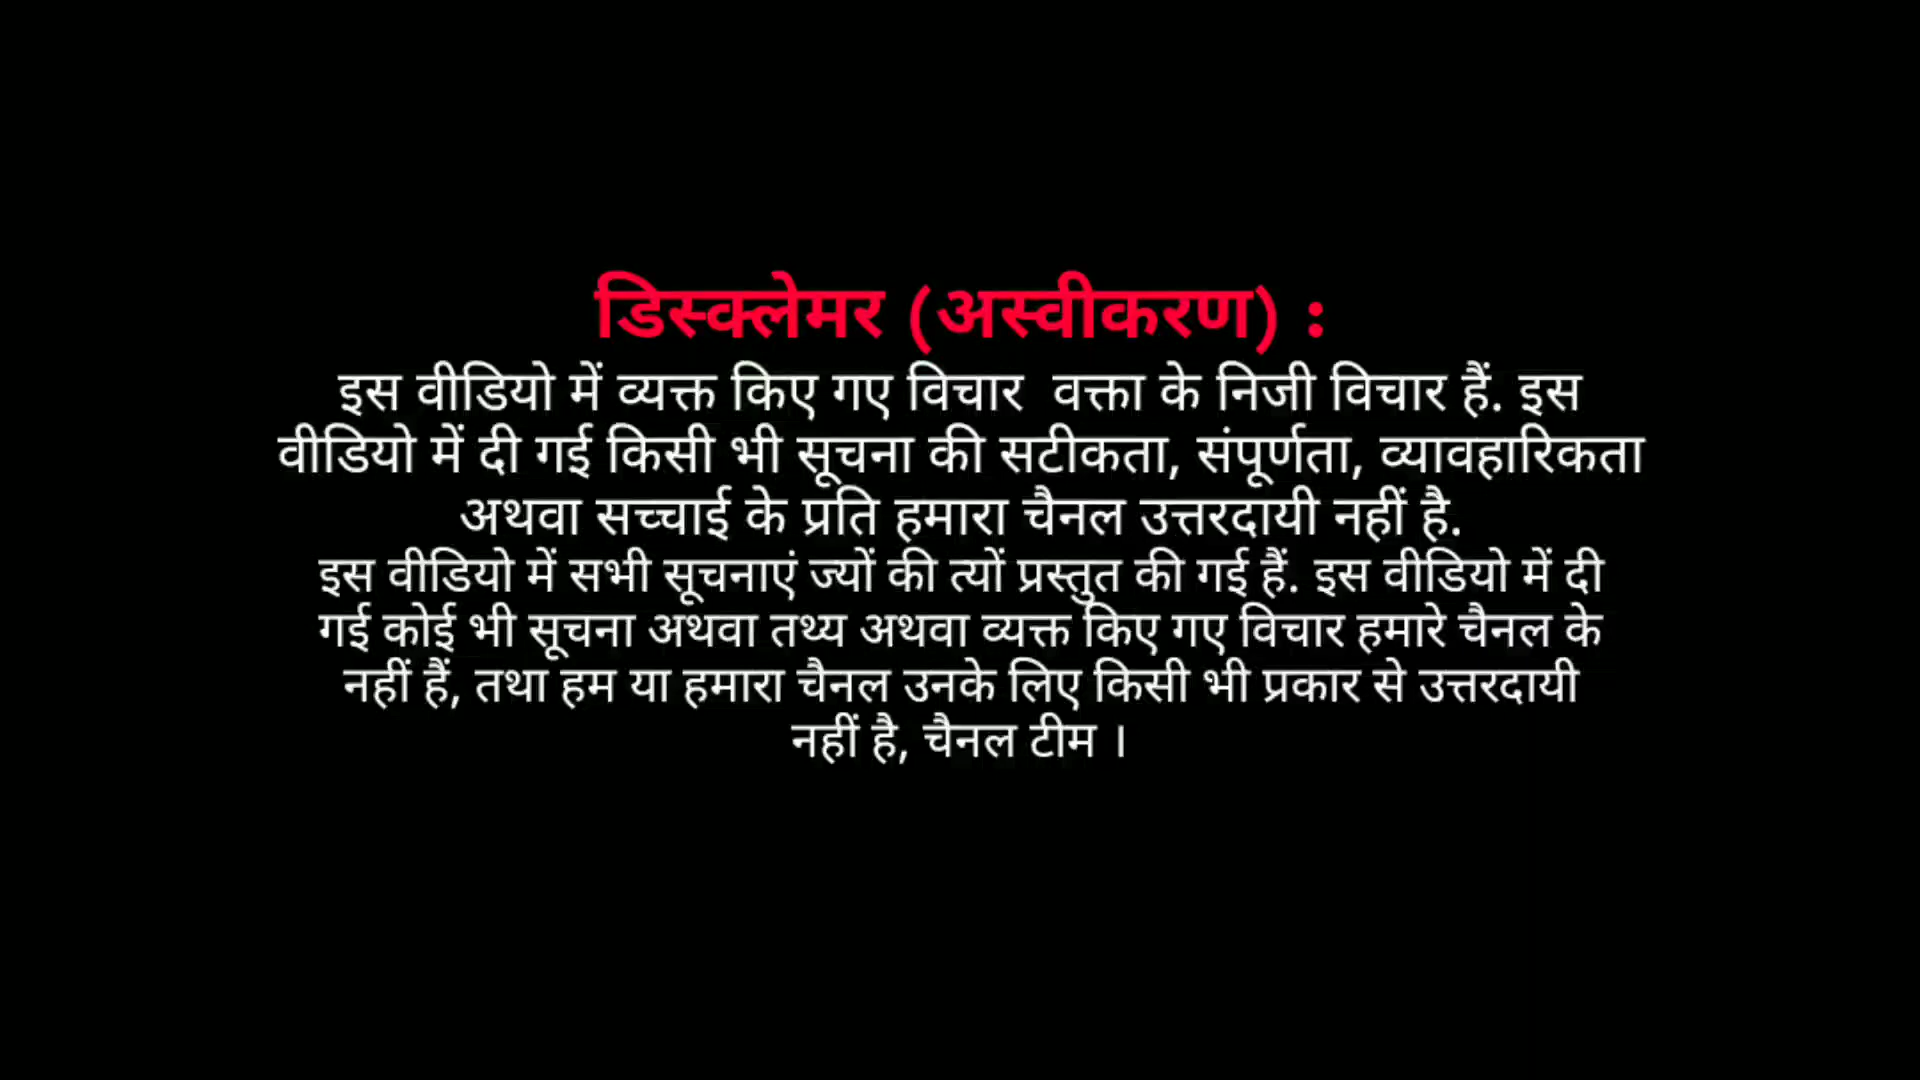 डिस्क्लेमर (अस्वीकरण) :
इस वीडियो में व्यक्त किए गए विचार वक्ता के निजी विचार हैं. इस
वीडियो में दी गई किसी भी सूचना की सटीकता, संपूर्णता, व्यावहारिकता
अथवा सच्चाई के प्रति हमारा चैनल उत्तरदायी नहीं है.
इस वीडियो में सभी सूचनाएं ज्यों की त्यों प्रस्तुत की गई हैं. इस वीडियो में दी
गई कोई भी सूचना अथवा तथ्य अथवा व्यक्त किए गए विचार हमारे चैनल के
नहीं हैं, तथा हम या हमारा चैनल उनके लिए किसी भी प्रकार से उत्तरदायी
नहीं है, चैनल टीम ।